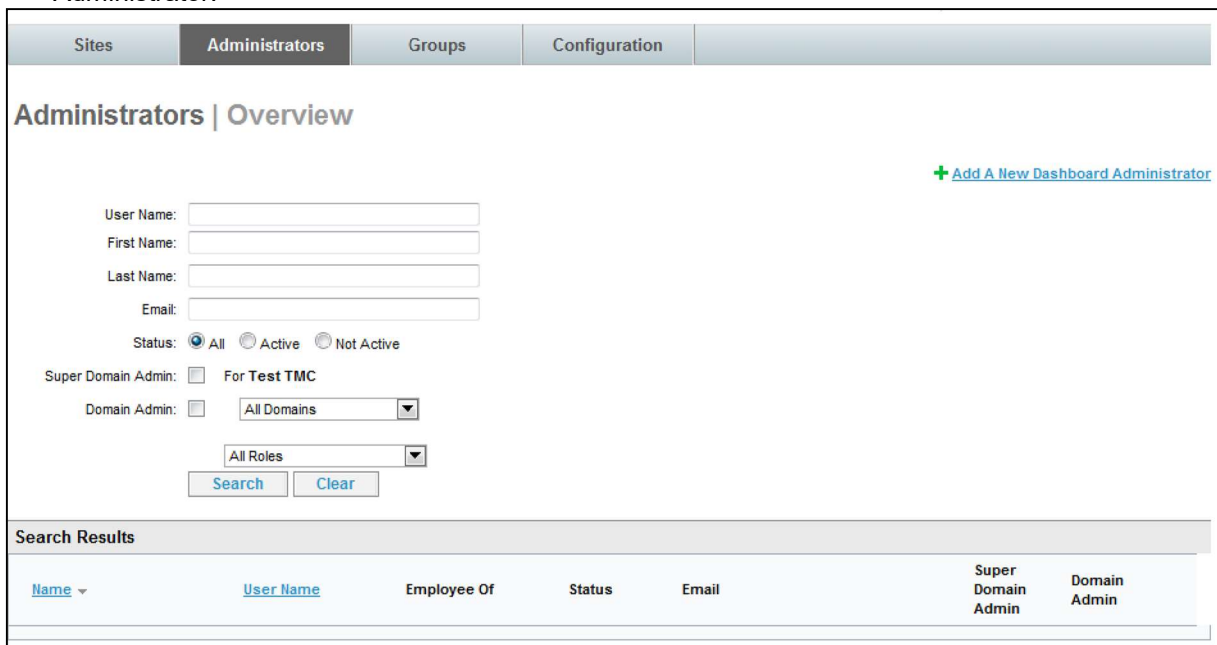 Administrator.
Sites Administrators Groups Configuration
Administrators | Overview
Add A New Dashboard Administrator
User Name:
First Name:
Last Name:
Email:
Status: All Active Not Active
Super Domain Admin: For Test TMC
Domain Admin: All Domains
All Roles
Search Clear
Search Results
Name User Name Employee Of Status Email Super Domain Admin Domain Admin